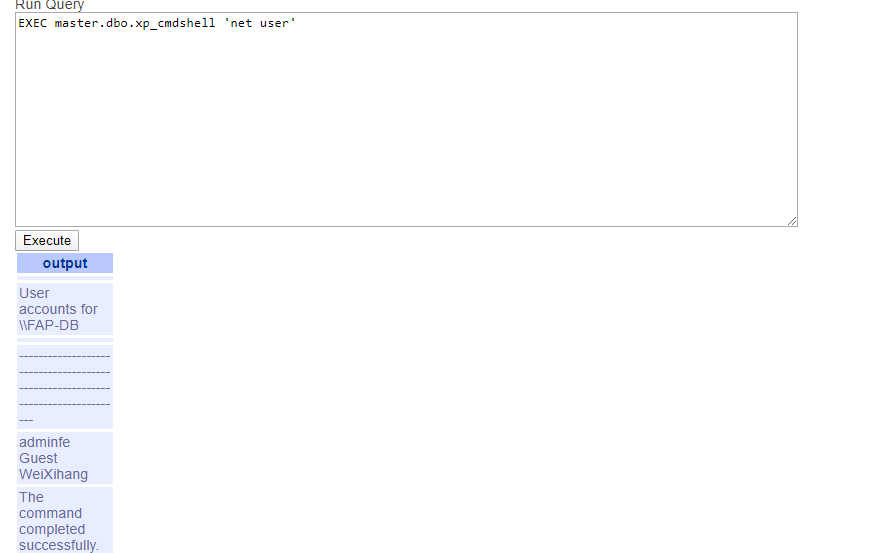 Run Query
EXEC master.dbo.xp_cmdshell 'net user'
Execute
output
User
accounts for
\\FAP-DB
-------------------
-------------------
-------------------
-------------------
---
adminfe
Guest
WeiXihang
The
command
completed
successfully.